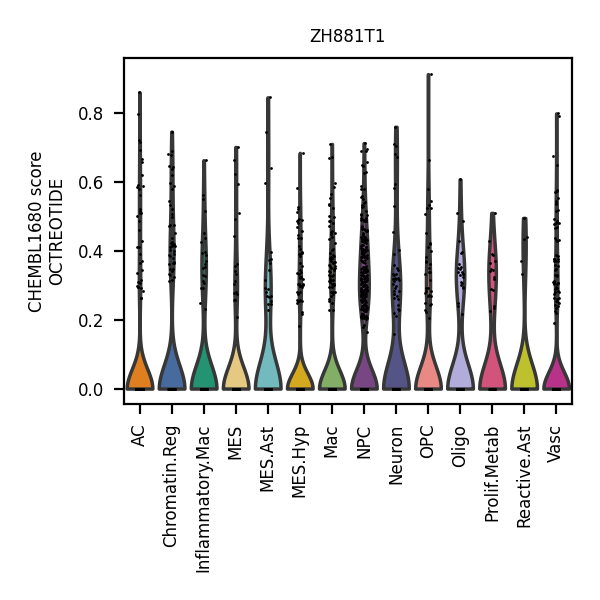 ZH881T1
CHEMBL1680 score
OCTREOTIDE
0.8
0.6
0.4
0.2
0.0
AC
Chromatin.Reg
Inflammatory.Mac
MES
MES.Ast
MES.Hyp
Mac
NPC
Neuron
OPC
Oligo
Prolif.Metab
Reactive.Ast
Vasc